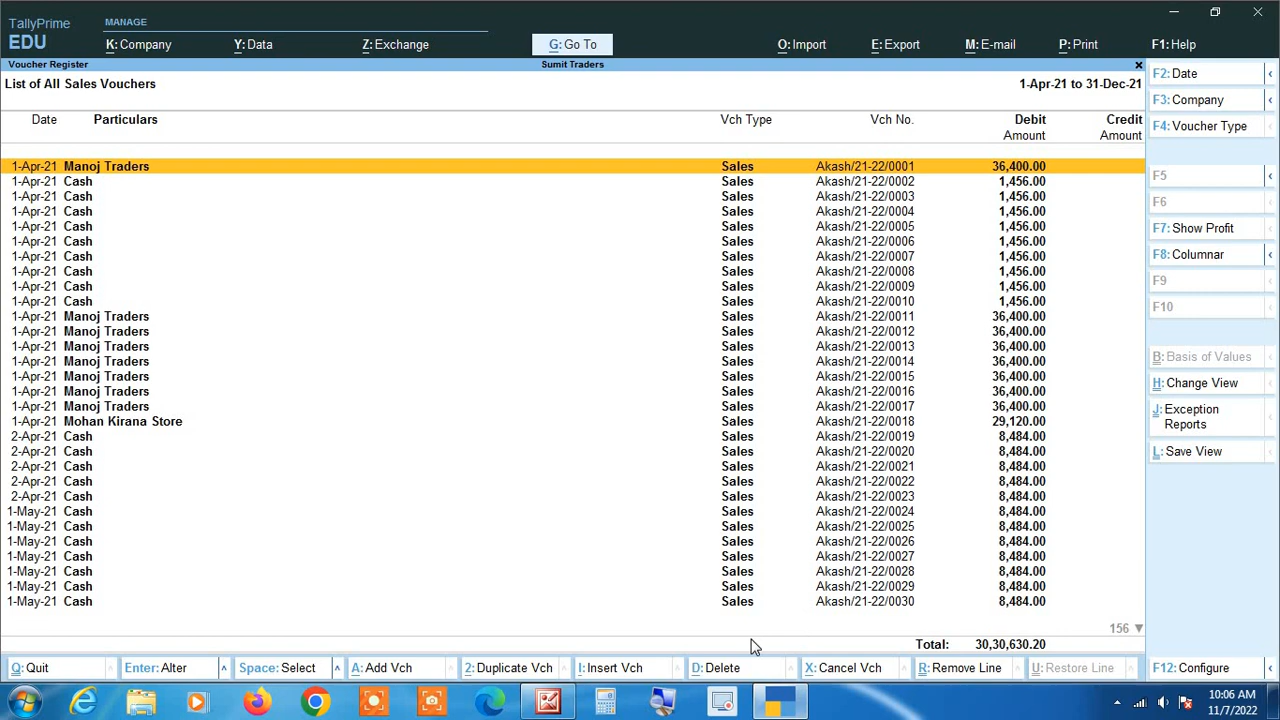 TallyPrime
EDU
MANAGE
K: Company Y: Data Z: Exchange G: Go To O: Import E: Export M: E-mail P: Print F1: Help
Voucher Register Sumit Traders x
List of All Sales Vouchers 1-Apr-21 to 31-Dec-21
Date Particulars Vch Type Vch No. Debit Credit
Amount Amount
1-Apr-21 Manoj Traders Sales Akash/21-22/0001 36,400.00
1-Apr-21 Cash Sales Akash/21-22/0002 1,456.00
1-Apr-21 Cash Sales Akash/21-22/0003 1,456.00
1-Apr-21 Cash Sales Akash/21-22/0004 1,456.00
1-Apr-21 Cash Sales Akash/21-22/0005 1,456.00
1-Apr-21 Cash Sales Akash/21-22/0006 1,456.00
1-Apr-21 Cash Sales Akash/21-22/0007 1,456.00
1-Apr-21 Cash Sales Akash/21-22/0008 1,456.00
1-Apr-21 Cash Sales Akash/21-22/0009 1,456.00
1-Apr-21 Cash Sales Akash/21-22/0010 1,456.00
1-Apr-21 Manoj Traders Sales Akash/21-22/0011 36,400.00
1-Apr-21 Manoj Traders Sales Akash/21-22/0012 36,400.00
1-Apr-21 Manoj Traders Sales Akash/21-22/0013 36,400.00
1-Apr-21 Manoj Traders Sales Akash/21-22/0014 36,400.00
1-Apr-21 Manoj Traders Sales Akash/21-22/0015 36,400.00
1-Apr-21 Manoj Traders Sales Akash/21-22/0016 36,400.00
1-Apr-21 Manoj Traders Sales Akash/21-22/0017 36,400.00
1-Apr-21 Mohan Kirana Store Sales Akash/21-22/0018 29,120.00
2-Apr-21 Cash Sales Akash/21-22/0019 8,484.00
2-Apr-21 Cash Sales Akash/21-22/0020 8,484.00
2-Apr-21 Cash Sales Akash/21-22/0021 8,484.00
2-Apr-21 Cash Sales Akash/21-22/0022 8,484.00
2-Apr-21 Cash Sales Akash/21-22/0023 8,484.00
1-May-21 Cash Sales Akash/21-22/0024 8,484.00
1-May-21 Cash Sales Akash/21-22/0025 8,484.00
1-May-21 Cash Sales Akash/21-22/0026 8,484.00
1-May-21 Cash Sales Akash/21-22/0027 8,484.00
1-May-21 Cash Sales Akash/21-22/0028 8,484.00
1-May-21 Cash Sales Akash/21-22/0029 8,484.00
1-May-21 Cash Sales Akash/21-22/0030 8,484.00
156 ▼
Total: 30,30,630.20
F2: Date
F3: Company
F4: Voucher Type
F5
F6
F7: Show Profit
F8: Columnar
F9
F10
B: Basis of Values
H: Change View
J: Exception
Reports
L: Save View
Q: Quit Enter: Alter Space: Select A: Add Vch 2: Duplicate Vch I: Insert Vch D: Delete X: Cancel Vch R: Remove Line U: Restore Line F12: Configure
10:06 AM
11/7/2022